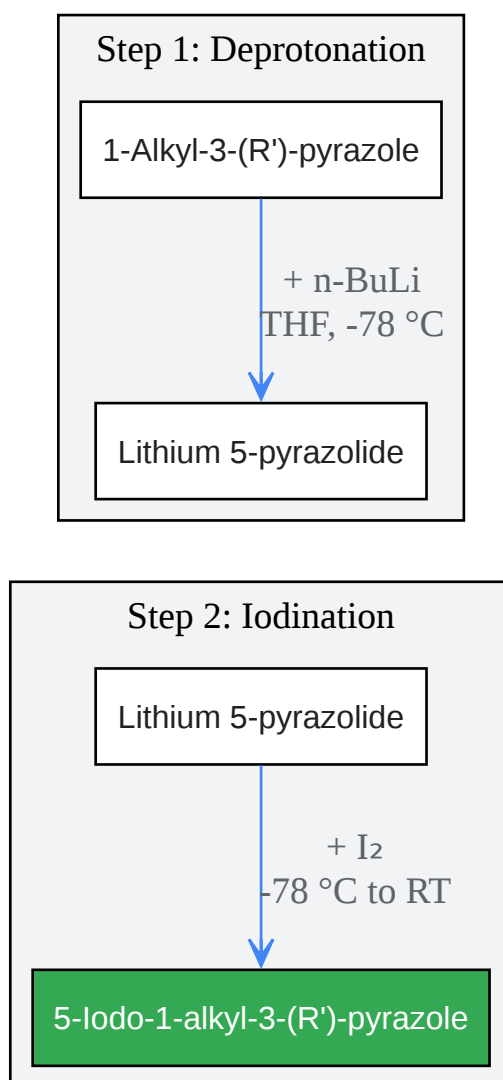 Step 1: Deprotonation
1-Alkyl-3-(R')-pyrazole
+ n-BuLi
THF, -78 °C
Lithium 5-pyrazolide
Step 2: Iodination
Lithium 5-pyrazolide
+ I₂
-78 °C to RT
5-Iodo-1-alkyl-3-(R')-pyrazole